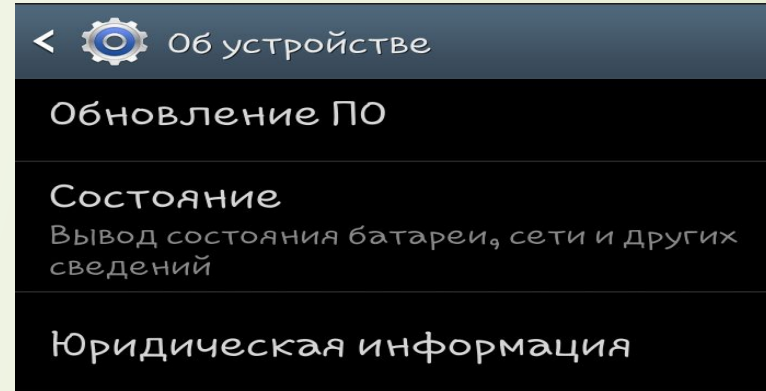 < Об устройстве
Обновление ПО
Состояние
Вывод состояния батареи, сети и других
сведений
Юридическая информация